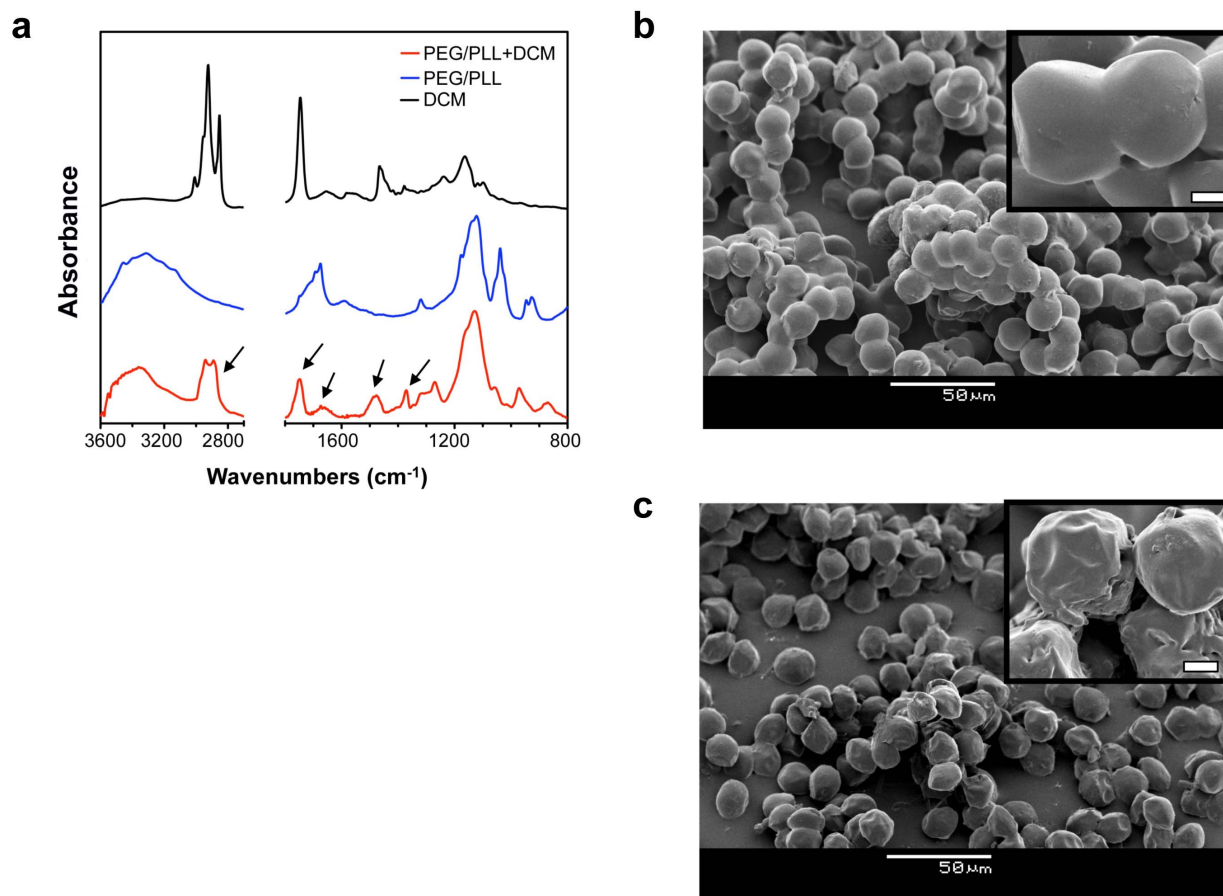 a
PEG/PLL+DCM
PEG/PLL
DCM
Absorbance
3600 3200 2800 1600 1200 800
Wavenumbers (cm⁻¹)
b
50μm
c
50μm